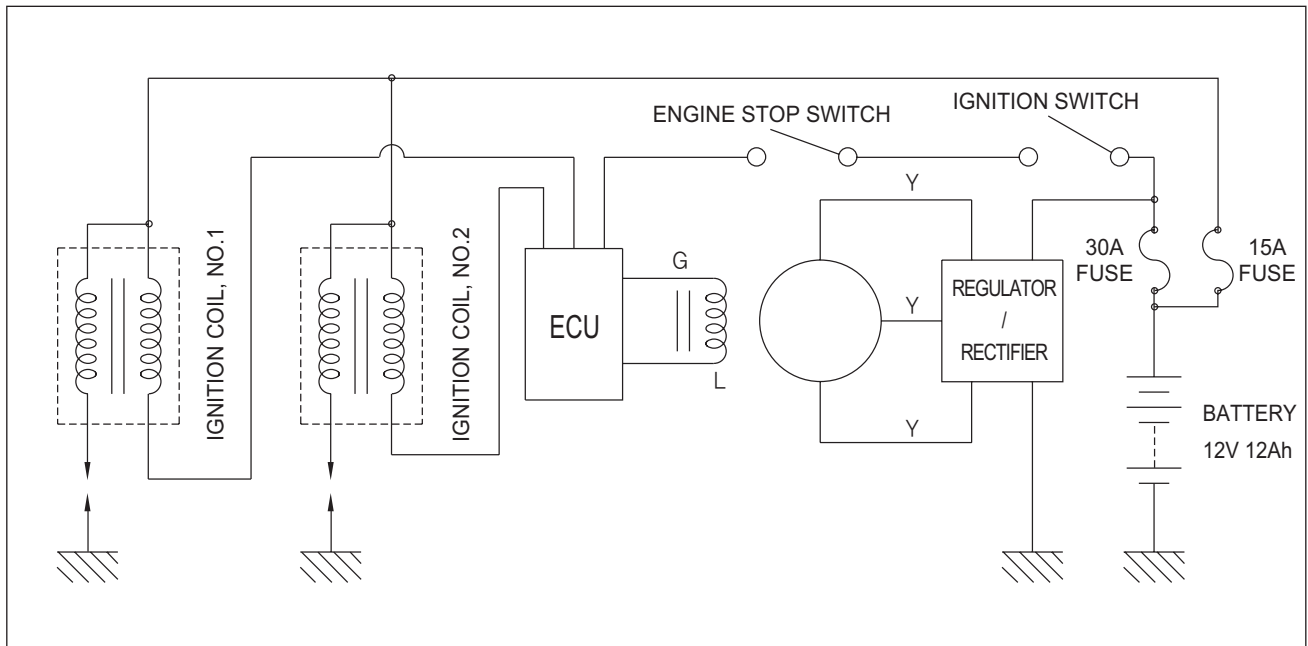 ENGINE STOP SWITCH
IGNITION SWITCH
Y
30A
FUSE
15A
FUSE
IGNITION COIL, NO.1
IGNITION COIL, NO.2
ECU
G
L
Y
REGULATOR
/
RECTIFIER
Y
BATTERY
12V 12Ah